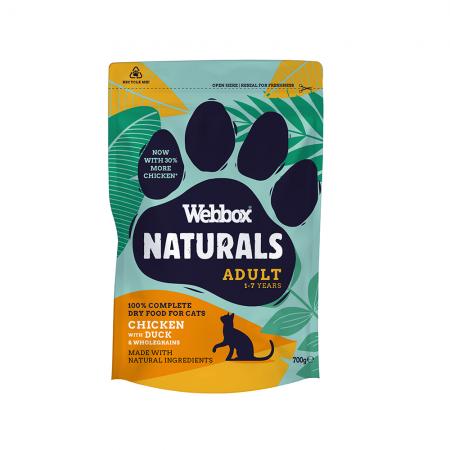 RECYCLE ME!
OPEN HERE | RESEAL FOR FRESHNESS
NOW
WITH 30%
MORE
CHICKEN*
Webbox®
NATURALS
ADULT
1-7 YEARS
100% COMPLETE
DRY FOOD FOR CATS
CHICKEN
WITH DUCK
& WHOLEGRAINS
MADE WITH
NATURAL INGREDIENTS
700g℮